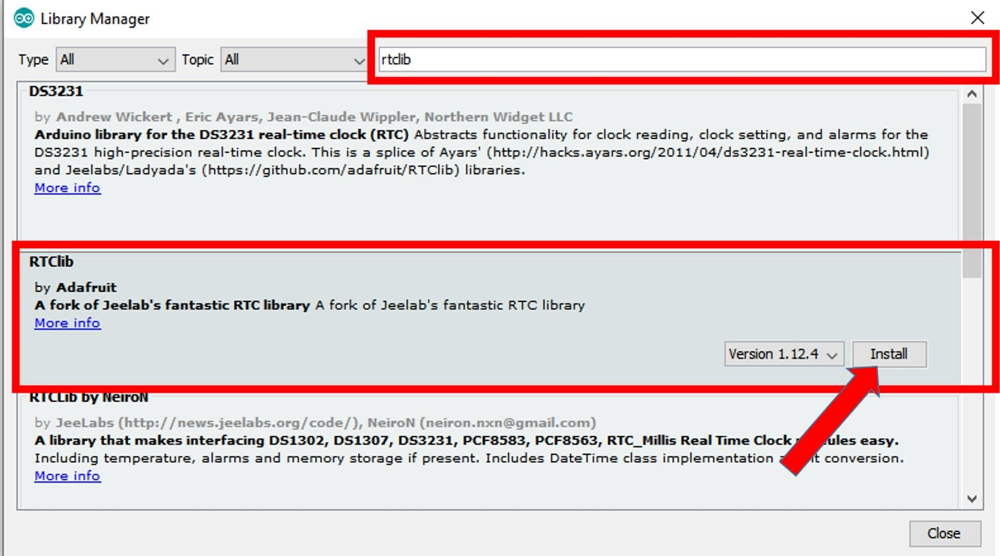 Library Manager
Type All Topic All rtclib
DS3231
by Andrew Wickert , Eric Ayars, Jean-Claude Wippler, Northern Widget LLC
Arduino library for the DS3231 real-time clock (RTC) Abstracts functionality for clock reading, clock setting, and alarms for the
DS3231 high-precision real-time clock. This is a splice of Ayars' (http://hacks.ayars.org/2011/04/ds3231-real-time-clock.html)
and Jeelabs/Ladyada's (https://github.com/adafruit/RTClib) libraries.
More info
RTClib
by Adafruit
A fork of Jeelab's fantastic RTC library A fork of Jeelab's fantastic RTC library
More info
Version 1.12.4 Install
RTCLib by NeiroN
by JeeLabs (http://news.jeelabs.org/code/), NeiroN (neiron.nxn@gmail.com)
A library that makes interfacing DS1302, DS1307, DS3231, PCF8583, PCF8563, RTC_Millis Real Time Clock easy.
Including temperature, alarms and memory storage if present. Includes DateTime class implementation conversion.
More info
Close